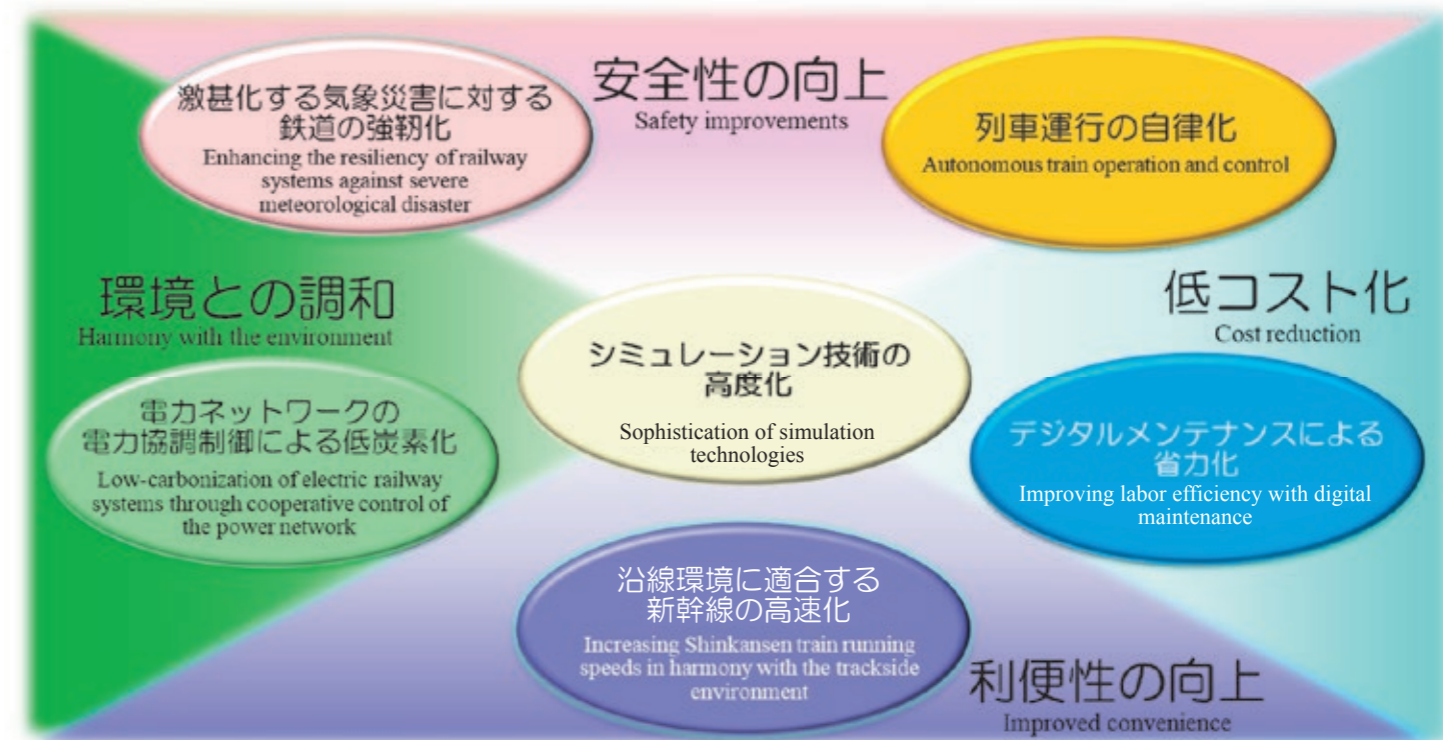 安全性の向上
Safety improvements
激甚化する気象災害に対する
鉄道の強靭化
Enhancing the resiliency of railway
systems against severe
meteorological disaster
列車運行の自律化
Autonomous train operation and control
環境との調和
Harmony with the environment
低コスト化
Cost reduction
シミュレーション技術の
高度化
Sophistication of simulation
technologies
電力ネットワークの
電力協調制御による低炭素化
Low-carbonization of electric railway
systems through cooperative control of
the power network
デジタルメンテナンスによる
省力化
Improving labor efficiency with digital
maintenance
沿線環境に適合する
新幹線の高速化
Increasing Shinkansen train running
speeds in harmony with the trackside
environment
利便性の向上
Improved convenience